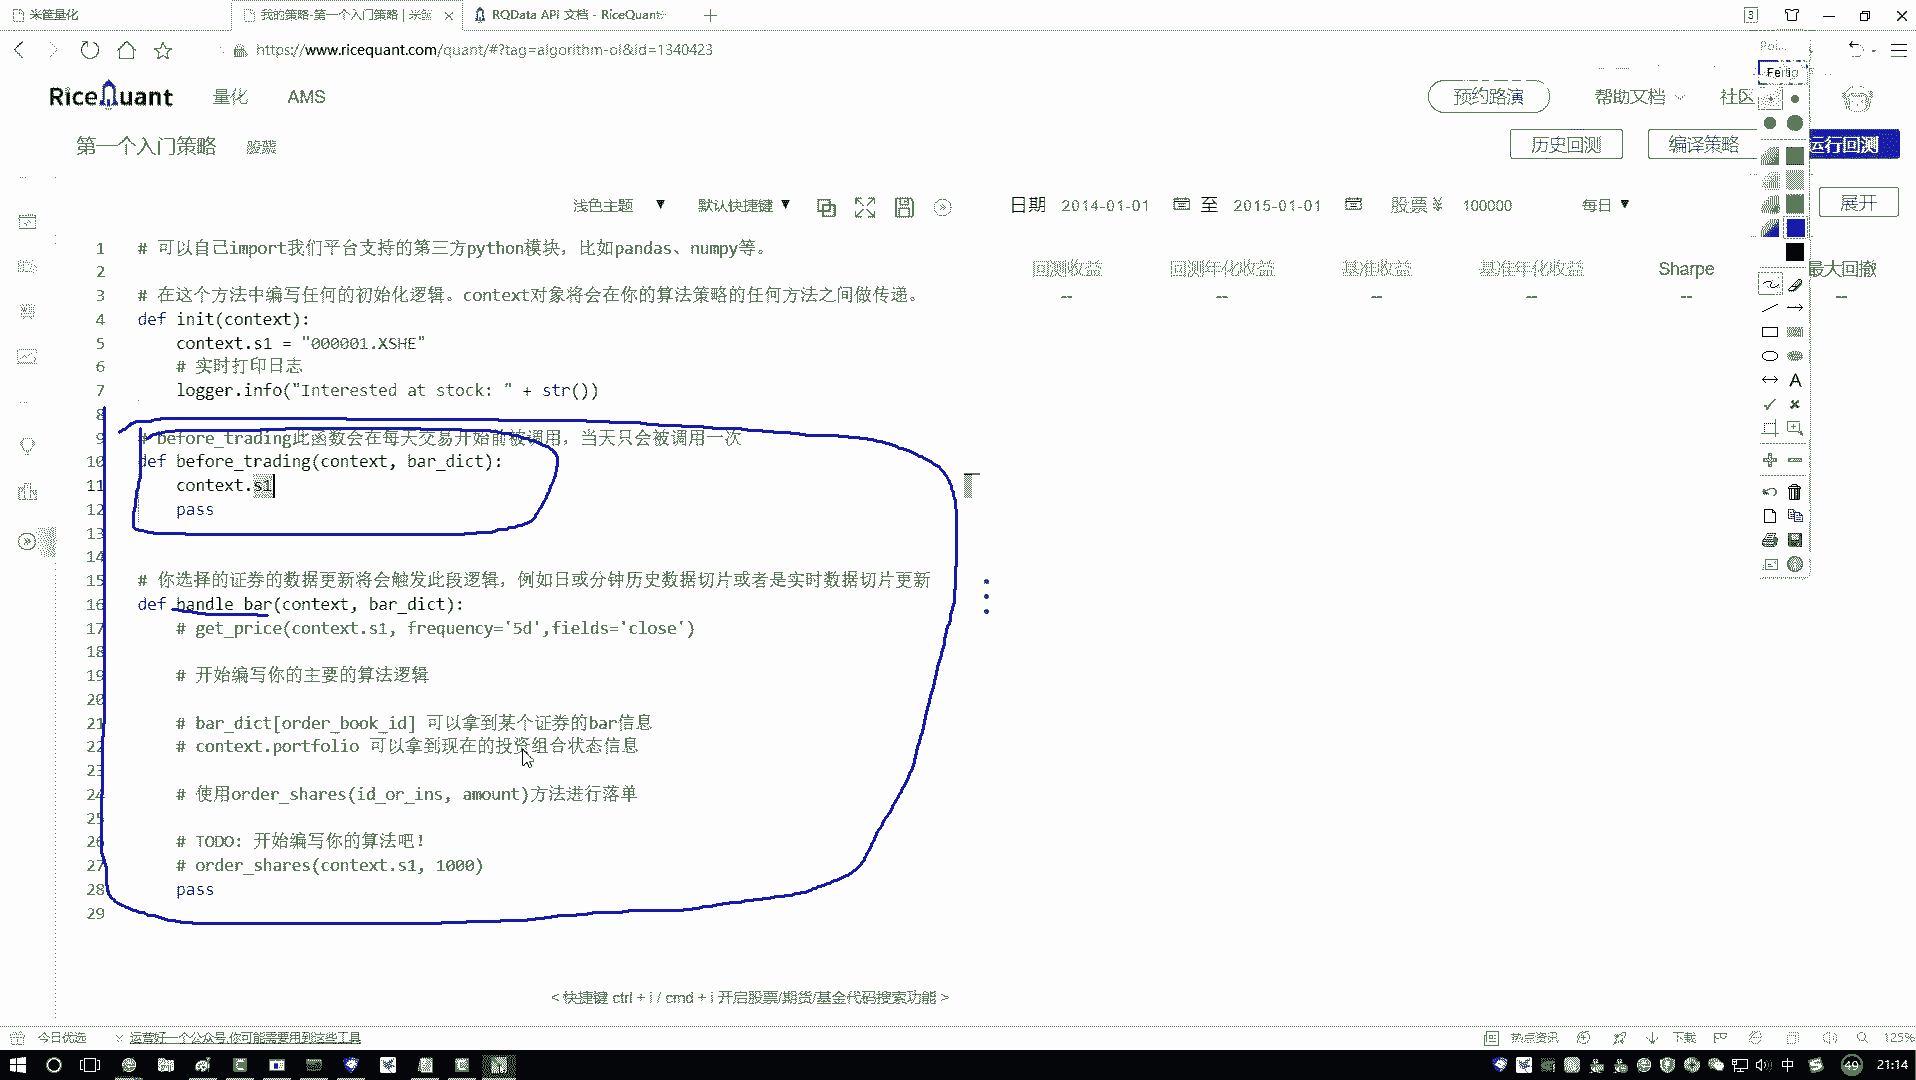 米筐量化
我的策略-第一个入门策略 | 米筐
RQData API 文档 - RiceQuant
3
https://www.ricequant.com/quant/#?tag=algorithm-ol&id=1340423
Fertig
RiceQuant
量化
AMS
预约路演
帮助文档
社区
第一个入门策略
股票
历史回测
编译策略
运行回测
浅色主题
默认快捷键
日期
2014-01-01
至
2015-01-01
股票 ¥
100000
每日
展开
回测收益
回测年化收益
基准收益
基准年化收益
Sharpe
最大回撤
--
--
--
--
--
--
1 # 可以自己import我们平台支持的第三方python模块，比如pandas、numpy等。
2
3 # 在这个方法中编写任何的初始化逻辑。context对象将会在你的算法策略的任何方法之间做传递。
4 def init(context):
5 context.s1 = "000001.XSHE"
6 # 实时打印日志
7 logger.info("Interested at stock: " + str())
8
9 # before_trading此函数会在每天交易开始前被调用，当天只会被调用一次
10 def before_trading(context, bar_dict):
11 context.s1
12 pass
13
14
15 # 你选择的证券的数据更新将会触发此段逻辑，例如日或分钟历史数据切片或者是实时数据切片更新
16 def handle_bar(context, bar_dict):
17 # get_price(context.s1, frequency='5d',fields='close')
18
19 # 开始编写你的主要的算法逻辑
20
21 # bar_dict[order_book_id] 可以拿到某个证券的bar信息
22 # context.portfolio 可以拿到现在的投资组合状态信息
23
24 # 使用order_shares(id_or_ins, amount)方法进行落单
25
26 # TODO: 开始编写你的算法吧！
27 # order_shares(context.s1, 1000)
28 pass
29
< 快捷键 ctrl + i / cmd + i 开启股票/期货/基金代码搜索功能 >
今日优选
运营好一个公众号,你可能需要用到这些工具
热点资讯
下载
125%
中
49
21:14